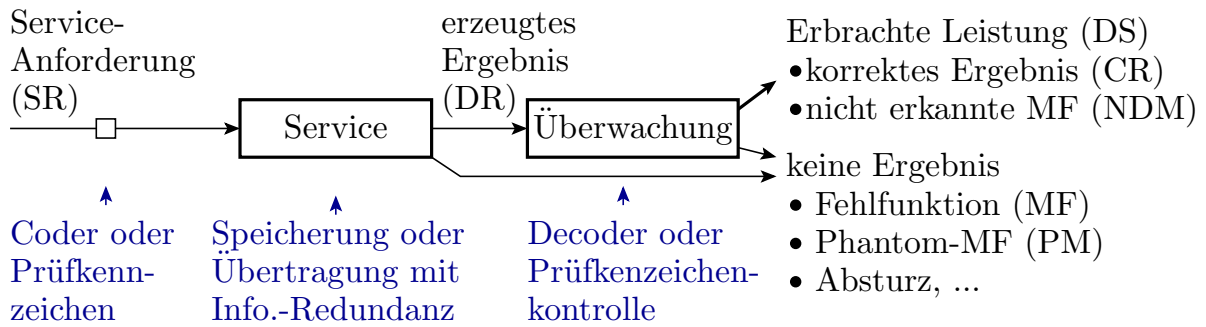 Service-
Anforderung
(SR)
erzeugtes
Ergebnis
(DR)
Service
Überwachung
Erbrachte Leistung (DS)
•korrektes Ergebnis (CR)
•nicht erkannte MF (NDM)
keine Ergebnis
• Fehlfunktion (MF)
• Phantom-MF (PM)
• Absturz, ...
Coder oder
Prüfkenn-
zeichen
Speicherung oder
Übertragung mit
Info.-Redundanz
Decoder oder
Prüfkenzeichen-
kontrolle